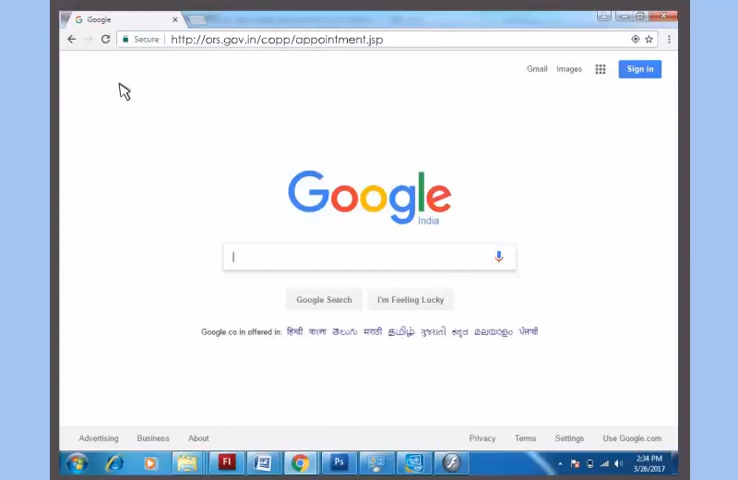 Google
Secure http://ors.gov.in/copp/appointment.jsp
Gmail Images Sign in
Google
India
Google Search I'm Feeling Lucky
Google.co.in offered in: हिन्दी বাংলা తెలుగు मराठी தமிழ் ગુજરાતી ಕನ್ನಡ മലയാളം ਪੰਜਾਬੀ
Advertising Business About Privacy Terms Settings Use Google.com
Fl W Ps
2:34 PM
3/26/2017